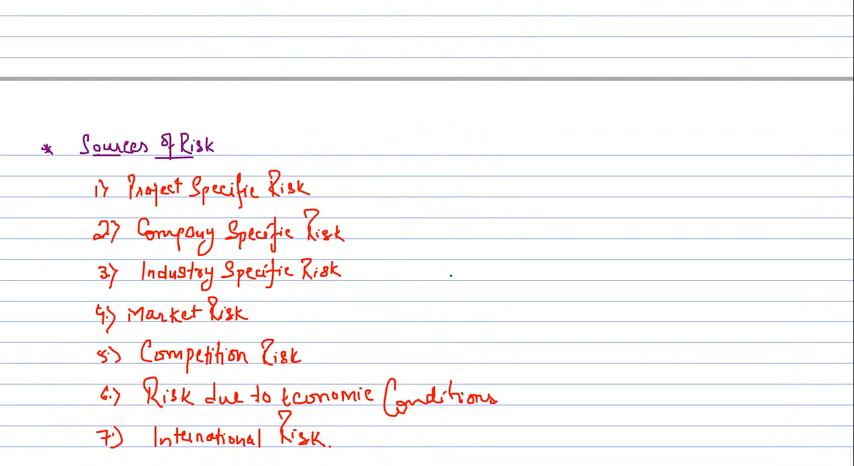 * Sources of Risk
1) Project Specific Risk
2) Company Specific Risk
3) Industry Specific Risk
4) Market Risk
5) Competition Risk
6) Risk due to Economic Conditions
7) International Risk.